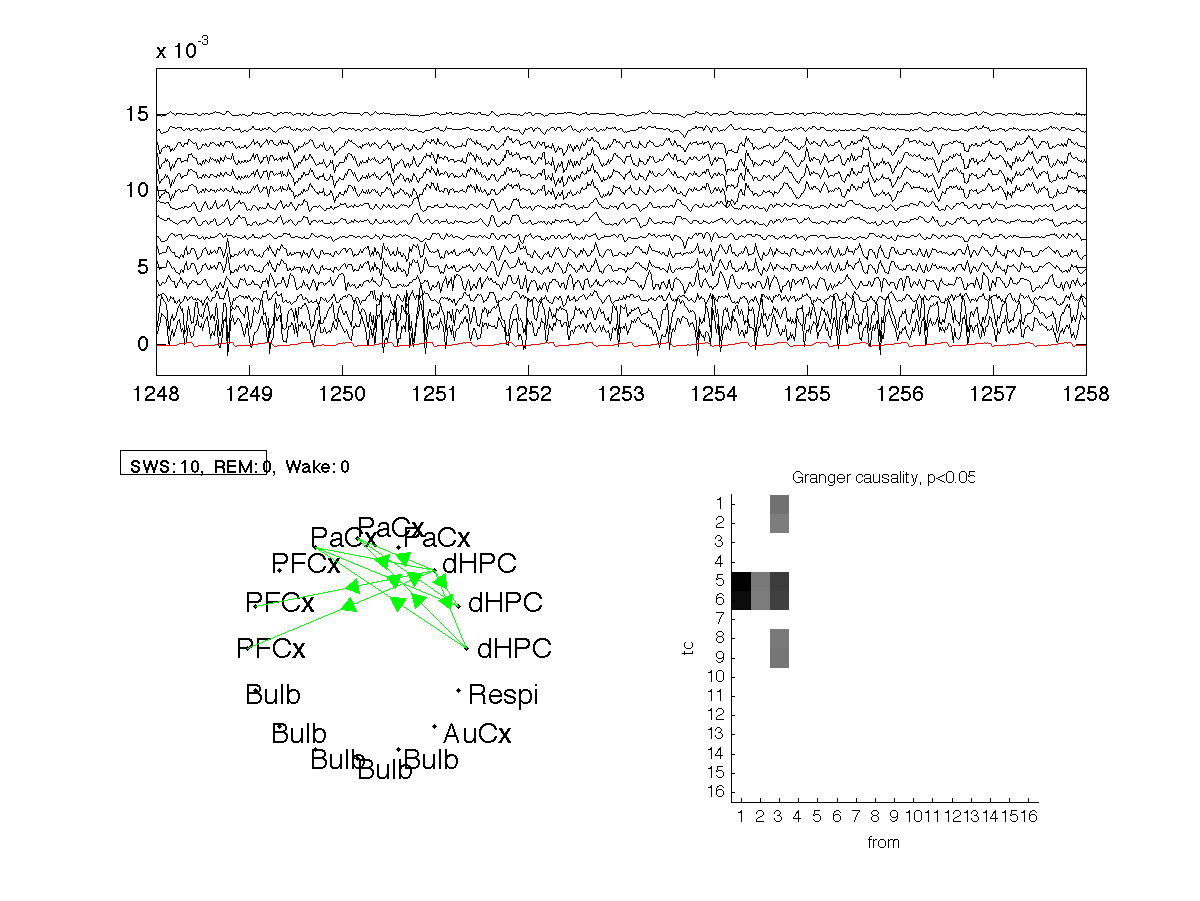 x 10-3
15
10
5
0
1248 1249 1250 1251 1252 1253 1254 1255 1256 1257 1258
SWS:10, REM:0, Wake:0
Granger causality, p<0.05
PaCx
PaCx PaCx
PFCx dHPC
PFCx dHPC
PFCx dHPC
Bulb Respi
Bulb AuCx
Bulb Bulb
Bulb
1
2
3
4
5
6
7
8
9
10
11
12
13
14
15
16
to
1 2 3 4 5 6 7 8 9 10 11 12 13 14 15 16
from